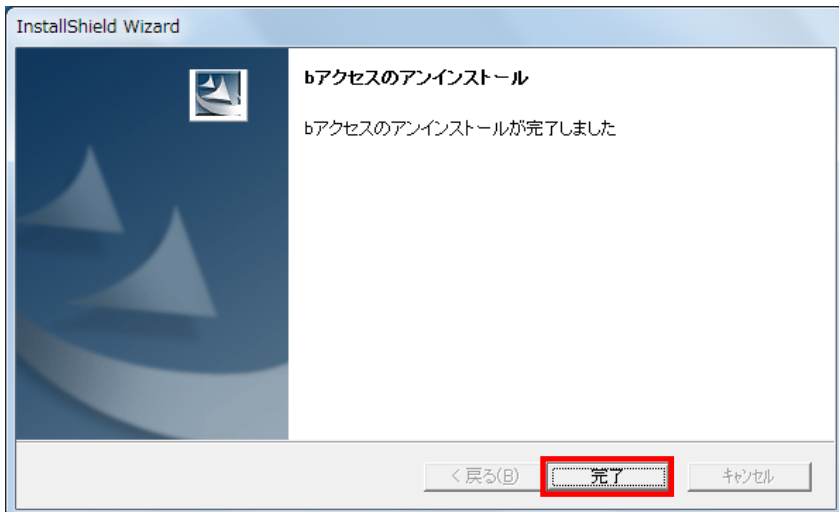 InstallShield Wizard
bアクセスのアンインストール
bアクセスのアンインストールが完了しました
< 戻る(B)
完了
キャンセル